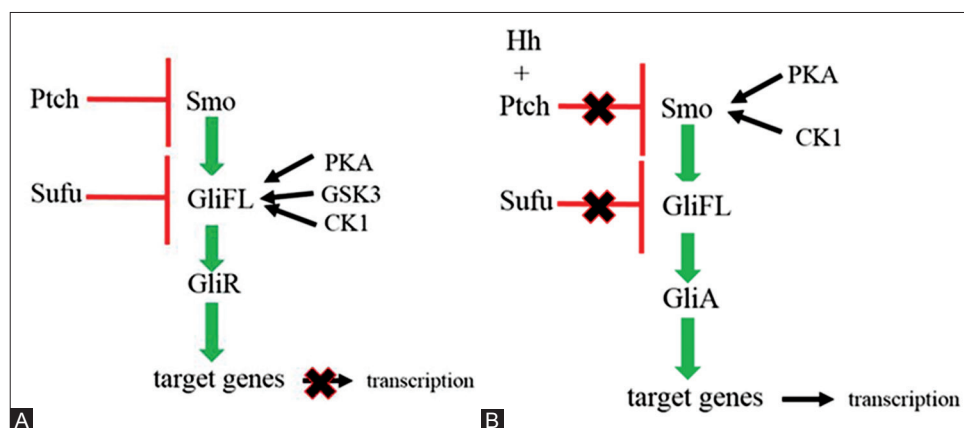 Ptch
Smo
Sufu
GliFL
PKA
GSK3
CK1
GliR
target genes
transcription
A
Hh
+
Ptch
Smo
PKA
CK1
Sufu
GliFL
GliA
target genes
transcription
B